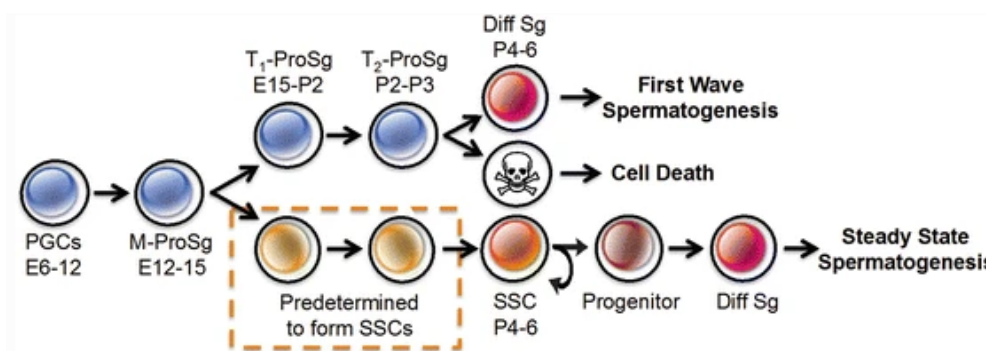 Diff Sg
P4-6
T₁-ProSg
E15-P2
T₂-ProSg
P2-P3
First Wave
Spermatogenesis
Cell Death
PGCs
E6-12
M-ProSg
E12-15
Predetermined
to form SSCs
SSC
P4-6
Progenitor
Diff Sg
Steady State
Spermatogenesis